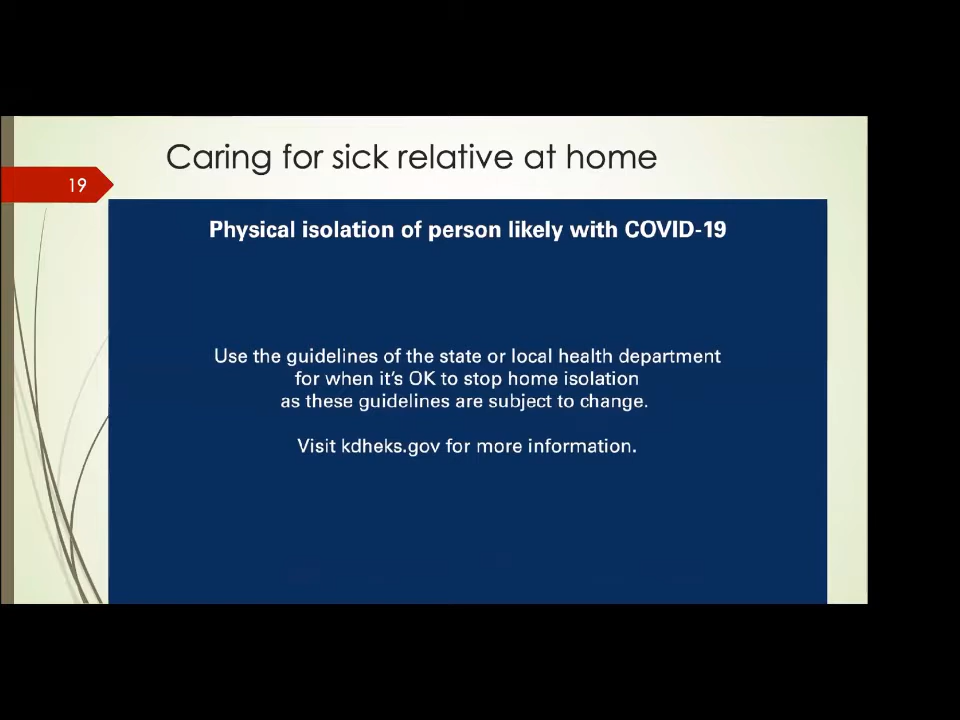 Caring for sick relative at home
19
Physical isolation of person likely with COVID-19
Use the guidelines of the state or local health department
for when it's OK to stop home isolation
as these guidelines are subject to change.
Visit kdheks.gov for more information.